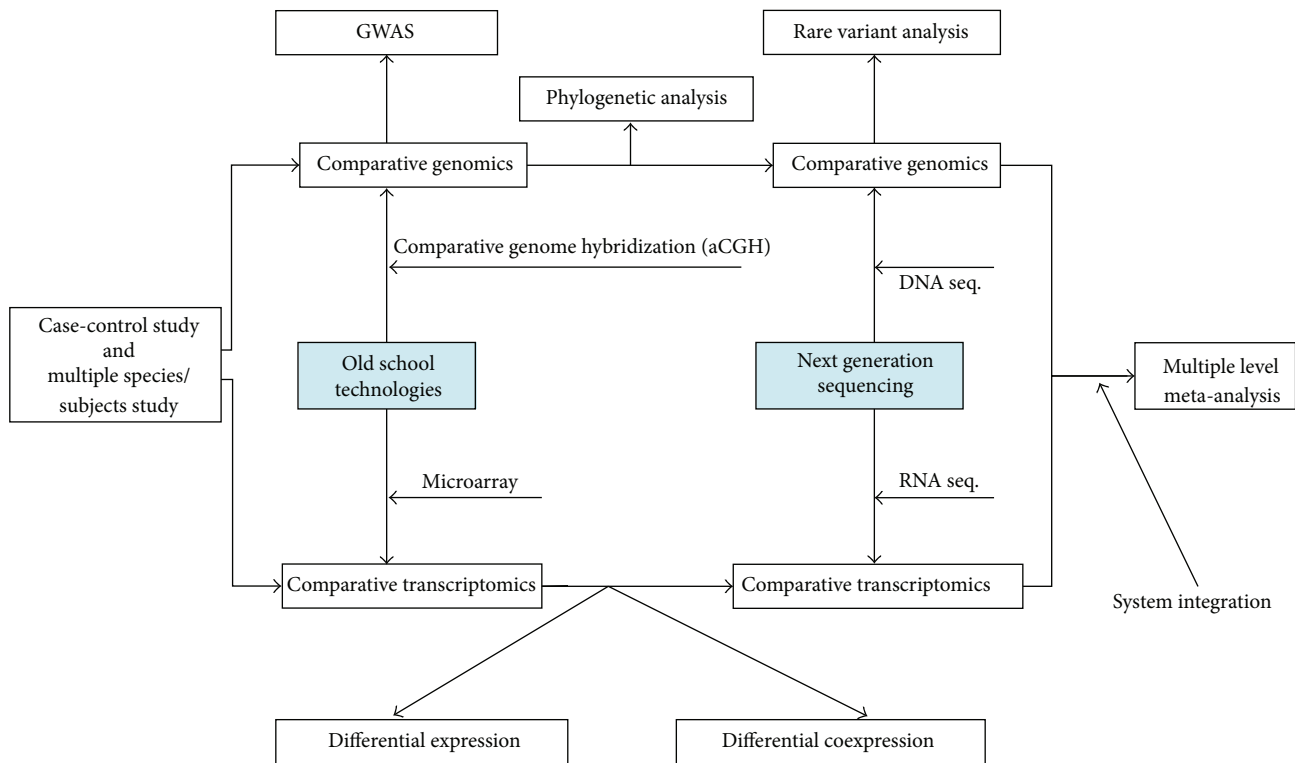 GWAS
Rare variant analysis
Phylogenetic analysis
Comparative genomics
Comparative genomics
Comparative genome hybridization (aCGH)
DNA seq.
Case-control study
and
multiple species/
subjects study
Old school
technologies
Next generation
sequencing
Multiple level
meta-analysis
Microarray
RNA seq.
Comparative transcriptomics
Comparative transcriptomics
System integration
Differential expression
Differential coexpression